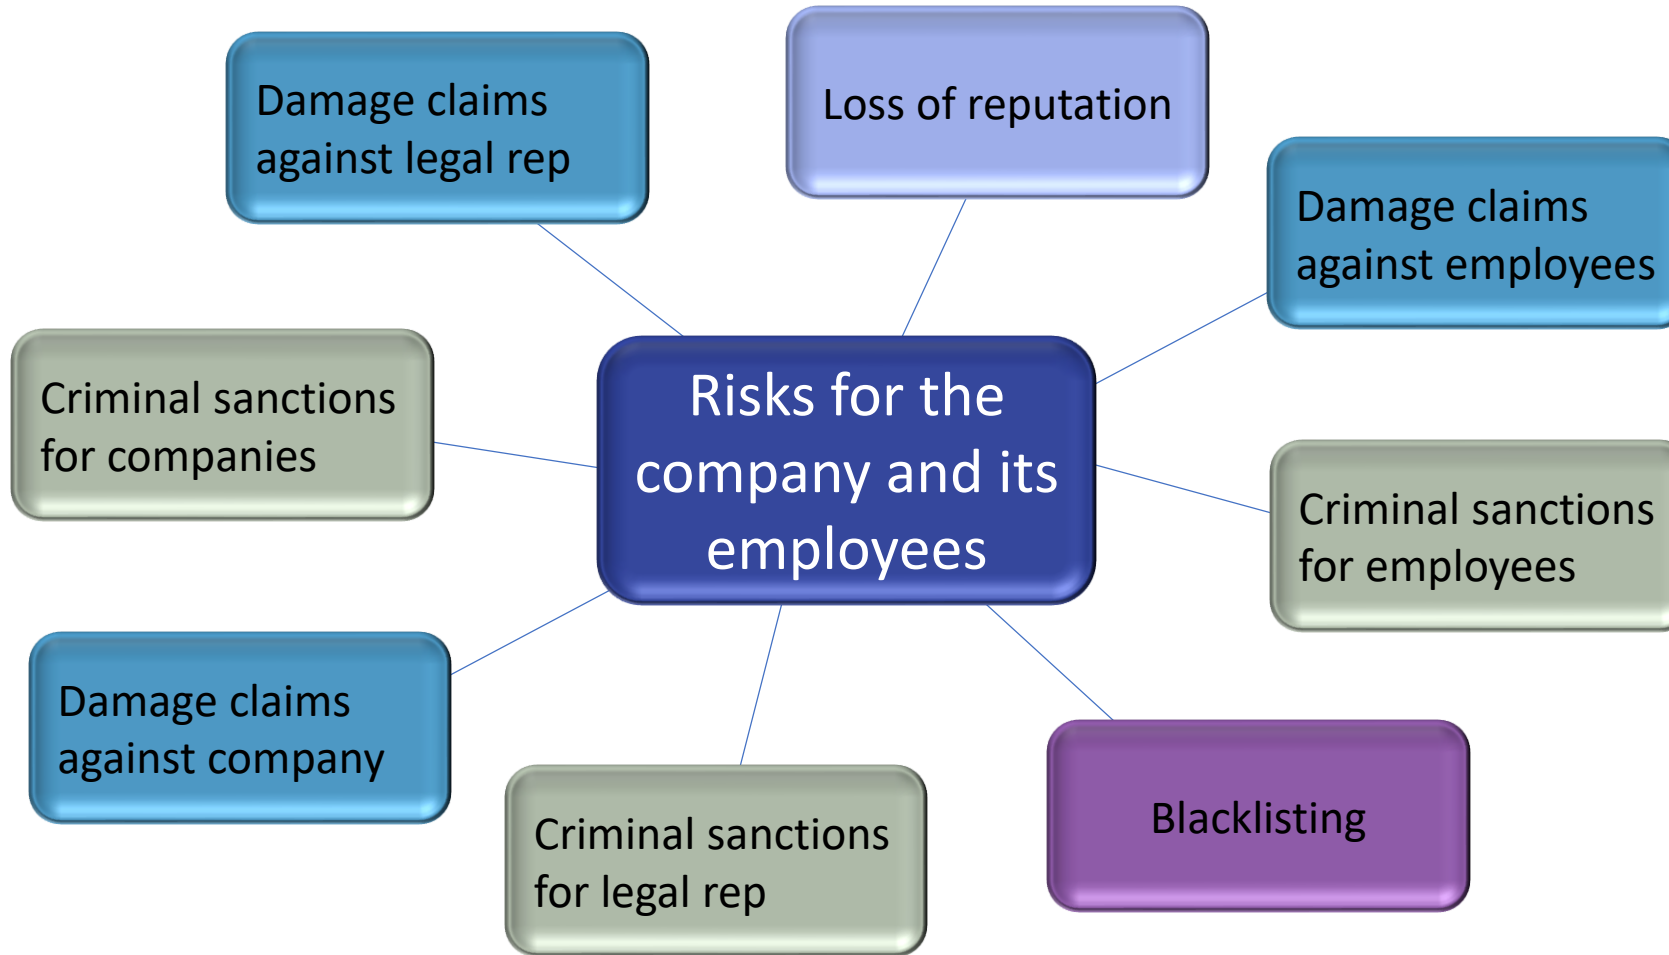 Damage claims
against legal rep
Loss of reputation
Damage claims
against employees
Criminal sanctions
for companies
Risks for the
company and its
employees
Criminal sanctions
for employees
Damage claims
against company
Criminal sanctions
for legal rep
Blacklisting